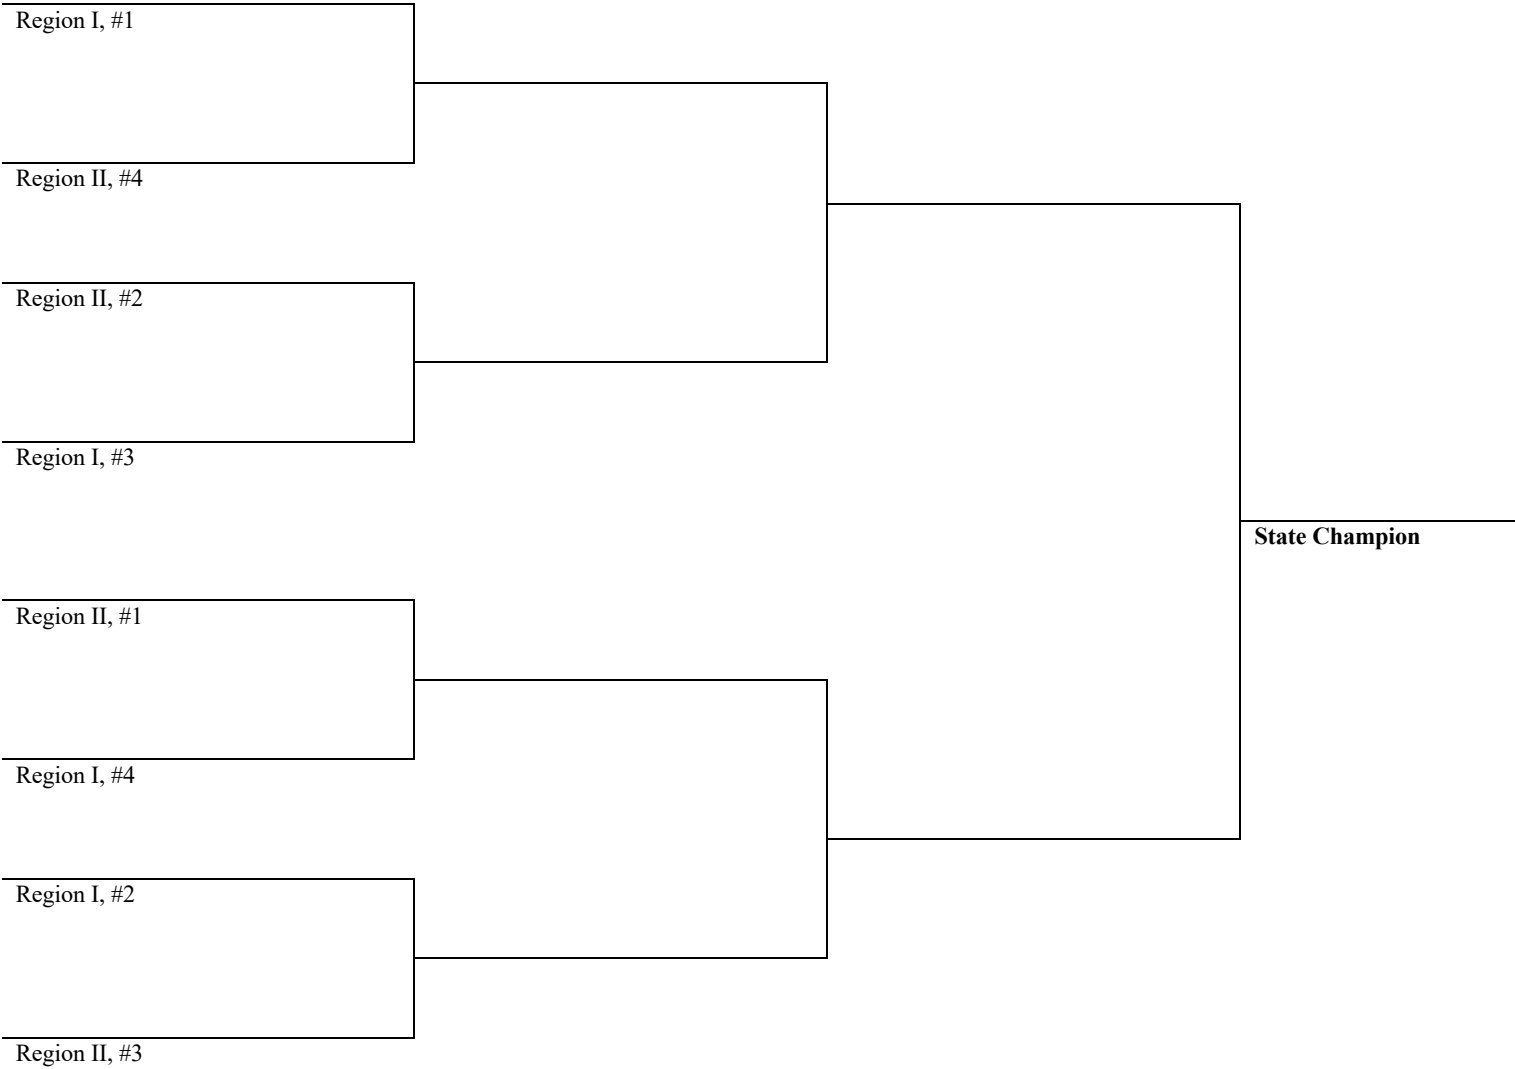 Region I, #1
Region II, #4
Region II, #2
Region I, #3
State Champion
Region II, #1
Region I, #4
Region I, #2
Region II, #3